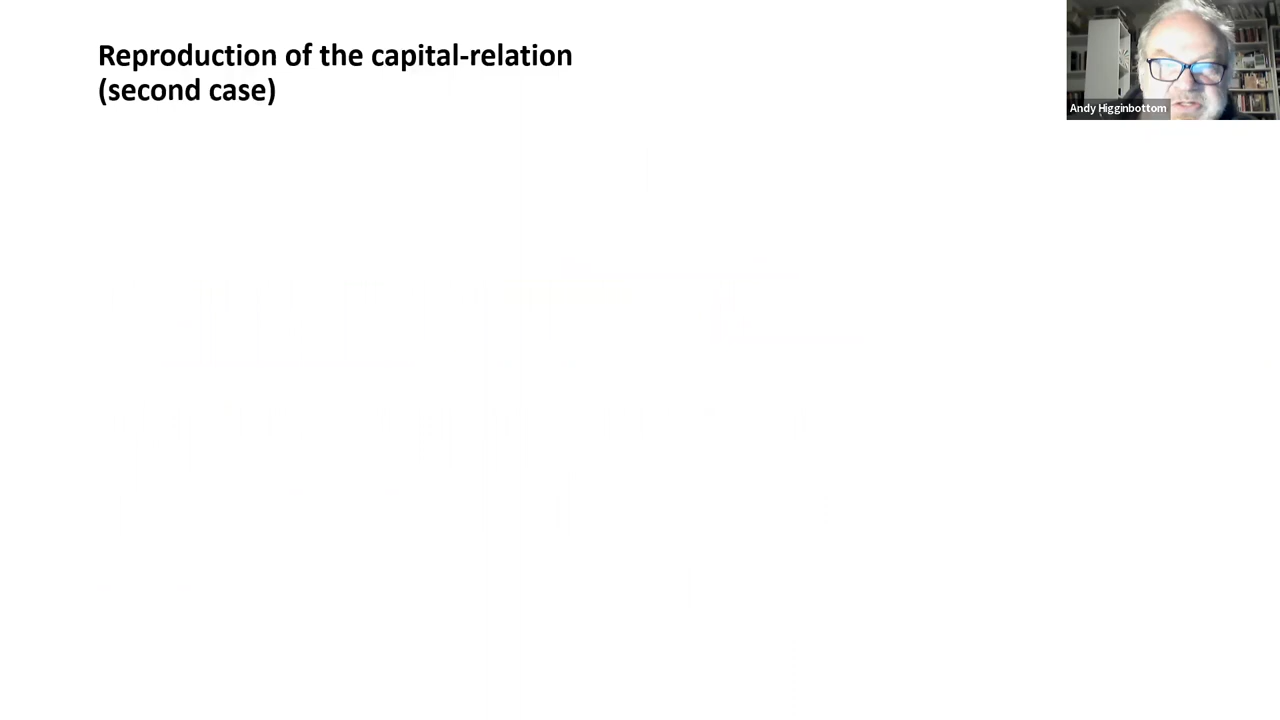 Reproduction of the capital-relation
(second case)
Andy Higginbottom